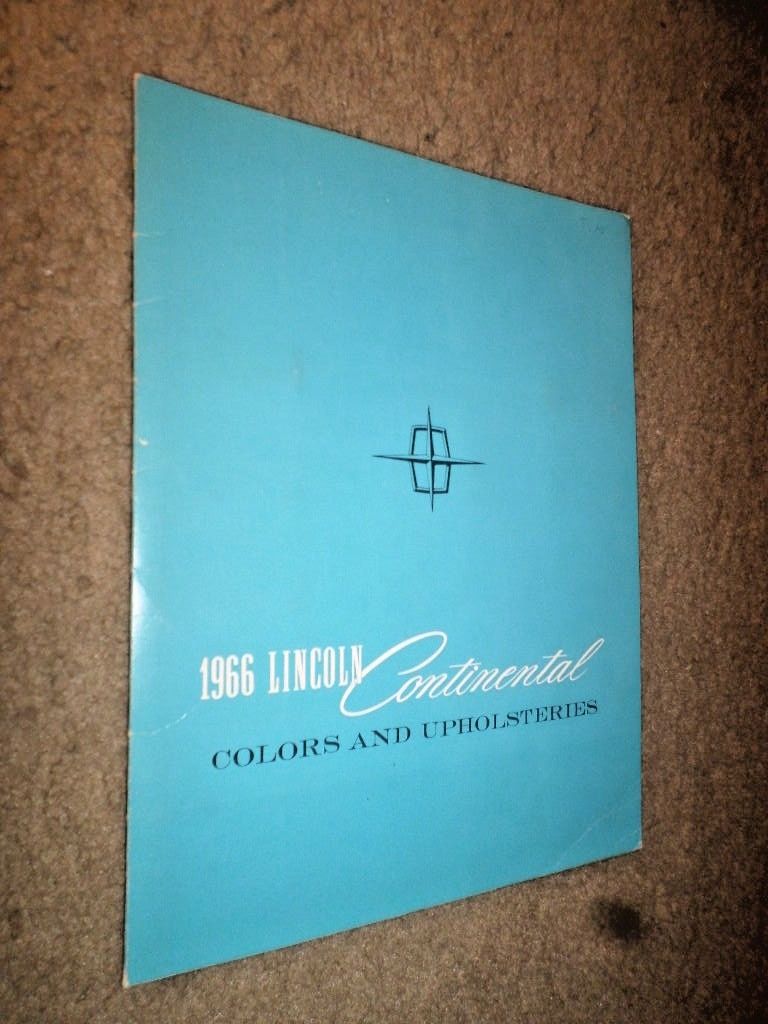 1966 LINCOLN Continental
COLORS AND UPHOLSTERIES